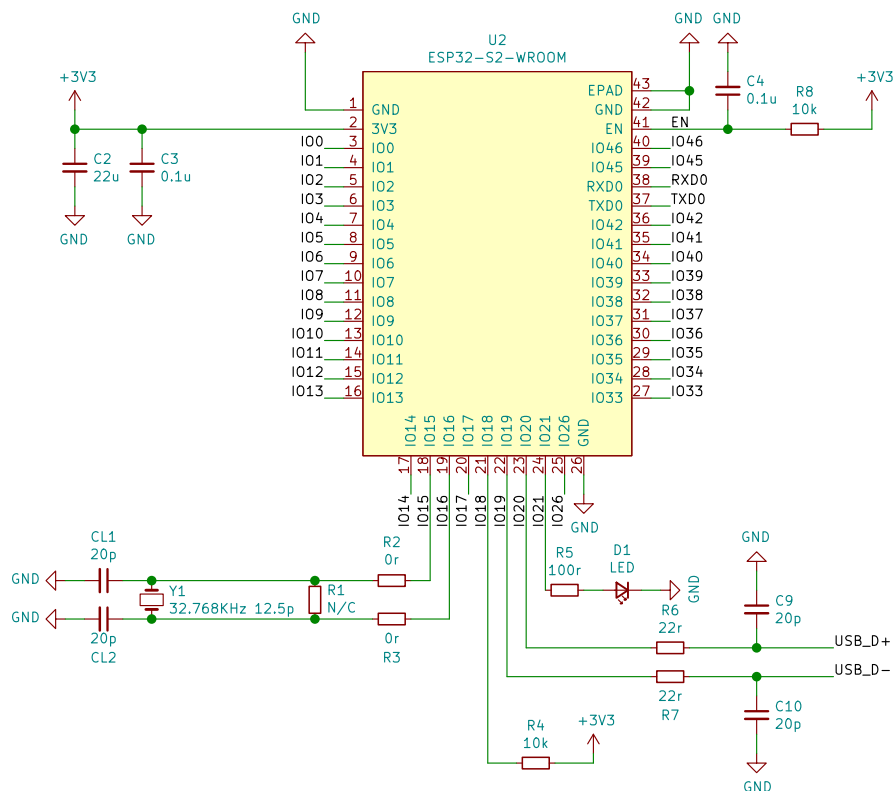 GND
GND
GND
U2
ESP32-S2-WROOM
+3V3
+3V3
C4
0.1u
R8
10k
C2
22u
C3
0.1u
GND
GND
1 GND
2 3V3
IO0 3 IO0
IO1 4 IO1
IO2 5 IO2
IO3 6 IO3
IO4 7 IO4
IO5 8 IO5
IO6 9 IO6
IO7 10 IO7
IO8 11 IO8
IO9 12 IO9
IO10 13 IO10
IO11 14 IO11
IO12 15 IO12
IO13 16 IO13
EPAD 43
GND 42
EN 41 EN
IO46 40 IO46
IO45 39 IO45
RXD0 38 RXD0
TXD0 37 TXD0
IO42 36 IO42
IO41 35 IO41
IO40 34 IO40
IO39 33 IO39
IO38 32 IO38
IO37 31 IO37
IO36 30 IO36
IO35 29 IO35
IO34 28 IO34
IO33 27 IO33
IO14 17 IO14
IO15 18 IO15
IO16 19 IO16
IO17 20 IO17
IO18 21 IO18
IO19 22 IO19
IO20 23 IO20
IO21 24 IO21
IO26 25 IO26
GND 26
GND
CL1
20p
GND
GND
20p
CL2
Y1
32.768KHz 12.5p
R1
N/C
R2
0r
0r
R3
R5
100r
D1
LED
GND
GND
C9
20p
R6
22r
USB_D+
USB_D-
22r
R7
C10
20p
GND
R4
10k
+3V3